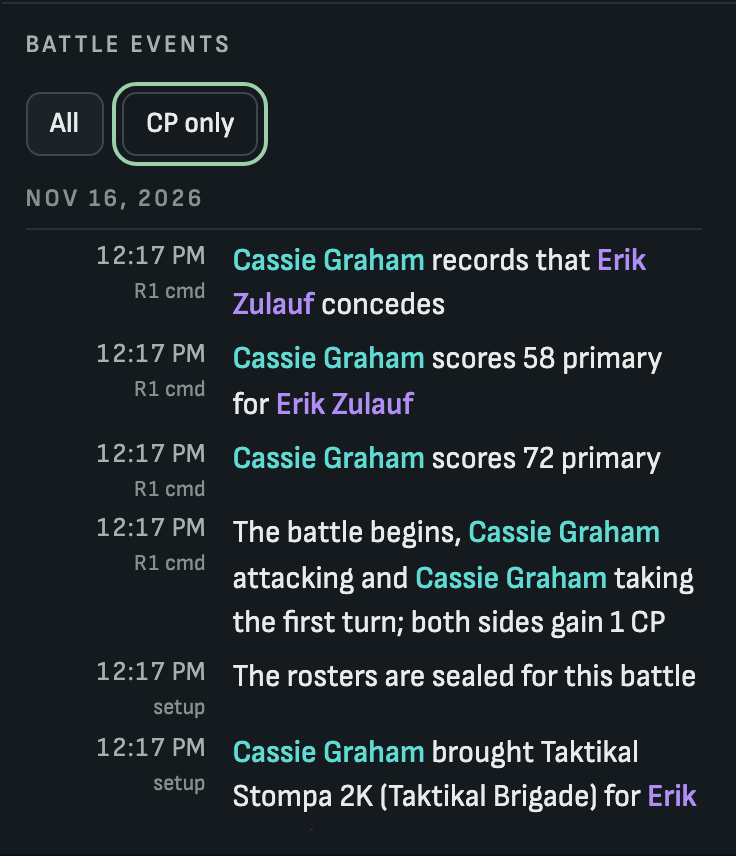 BATTLE EVENTS
All
CP only
NOV 16, 2026
12:17 PM
R1 cmd
Cassie Graham records that Erik
Zulauf concedes
12:17 PM
R1 cmd
Cassie Graham scores 58 primary
for Erik Zulauf
12:17 PM
R1 cmd
Cassie Graham scores 72 primary
12:17 PM
R1 cmd
The battle begins, Cassie Graham
attacking and Cassie Graham taking
the first turn; both sides gain 1 CP
12:17 PM
setup
The rosters are sealed for this battle
12:17 PM
setup
Cassie Graham brought Taktikal
Stompa 2K (Taktikal Brigade) for Erik